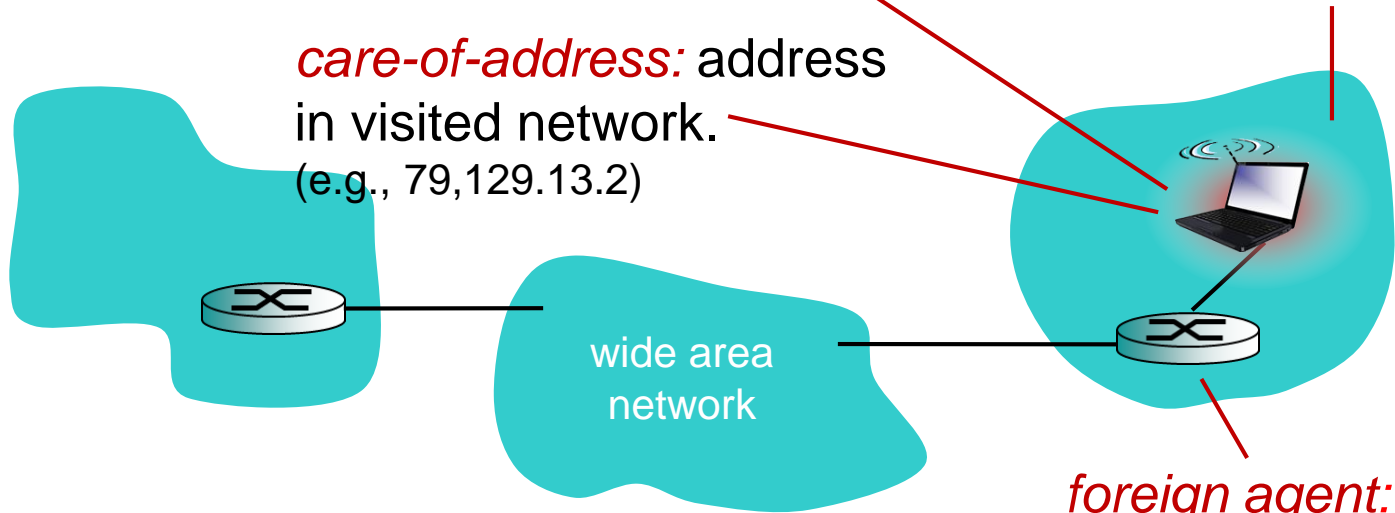 care-of-address: address
in visited network.
(e.g., 79,129.13.2)
wide area
network
foreign agent: